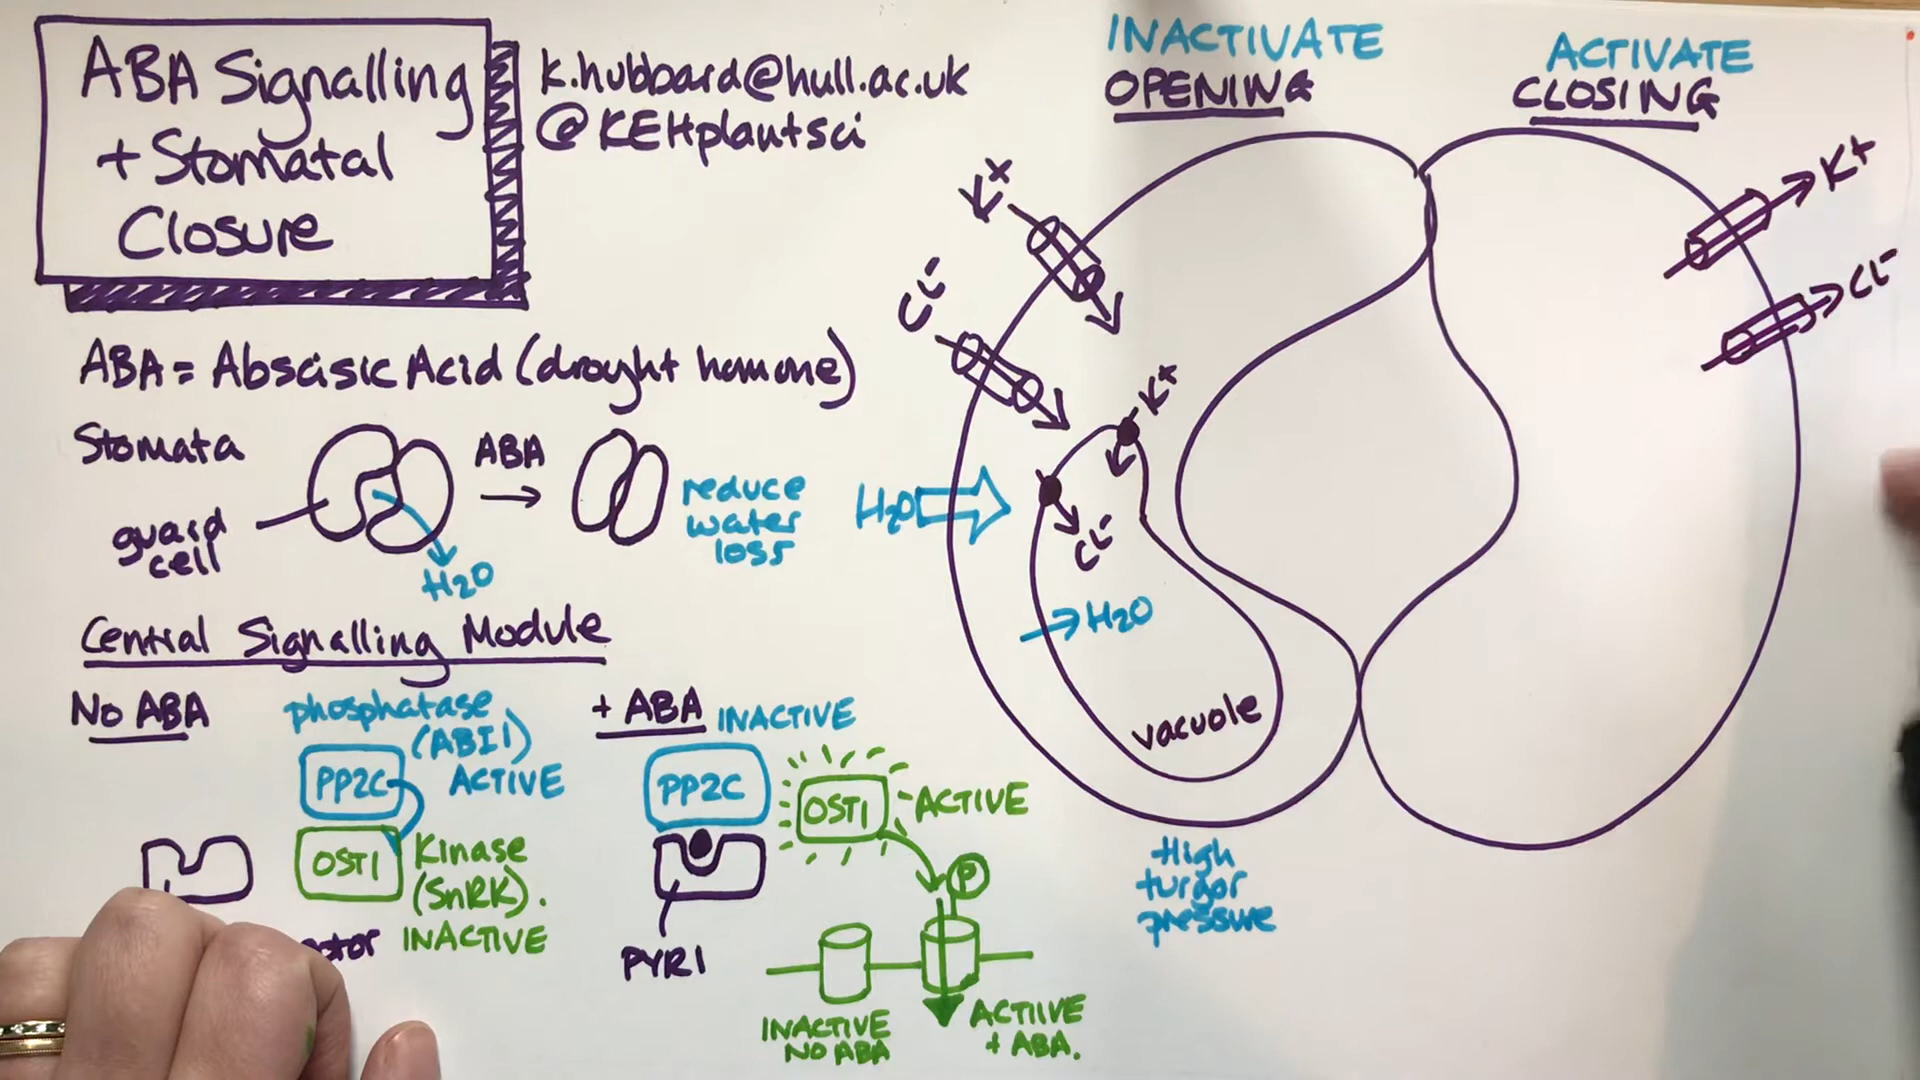 ABA Signalling
+ Stomatal
Closure
k.hubbard@hull.ac.uk
@KEHplantsci
ABA = Abscisic Acid (drought hormone)
Stomata
guard
cell
H2O
ABA
reduce
water
loss
Central Signalling Module
No ABA
phosphatase
(ABI1)
PP2C
ACTIVE
OST1
Kinase
(SnRK).
INACTIVE
+ ABA
INACTIVE
PP2C
OST1
ACTIVE
PYR1
P
INACTIVE
NO ABA
ACTIIVE
+ ABA.
INACTIVATE
OPENING
K+
Cl-
H2O
K+
Cl-
H2O
vacuole
High
turgor
pressure
ACTIVATE
CLOSING
K+
Cl-